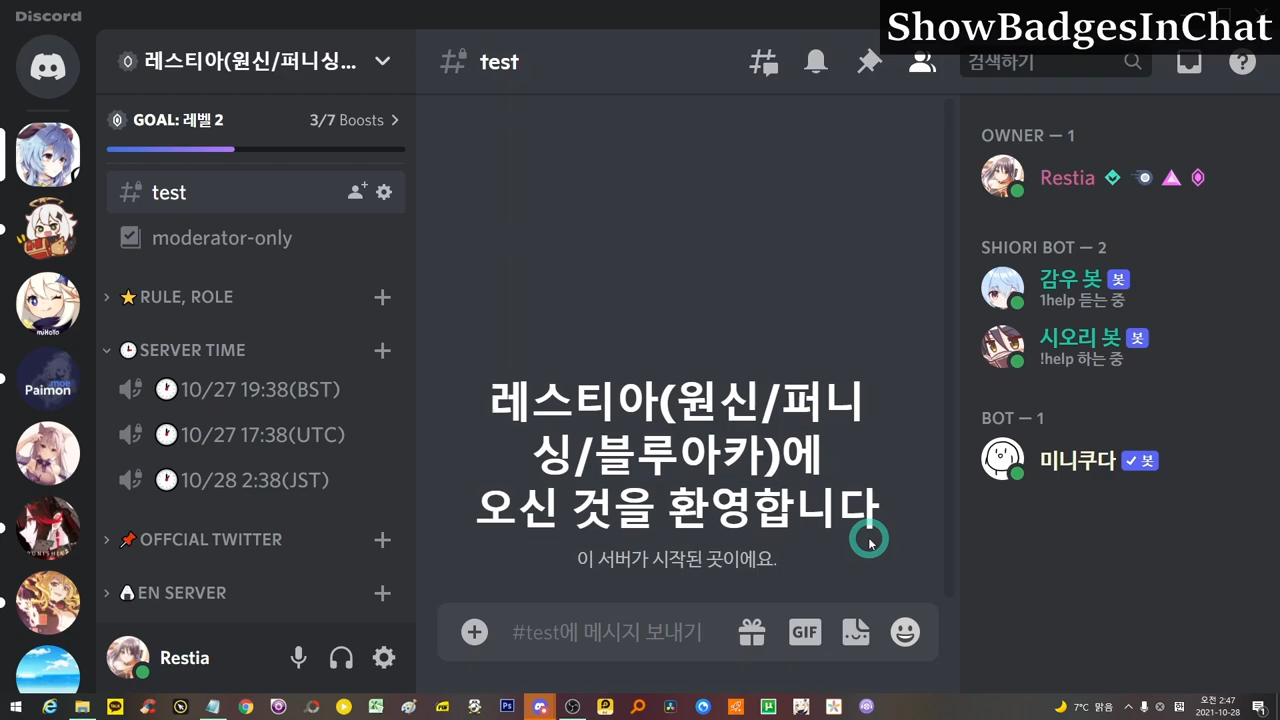 Discord
ShowBadgesInChat
레스티아(원신/퍼니싱...
test
검색하기
GOAL: 레벨 2
3/7 Boosts
test
moderator-only
RULE, ROLE
SERVER TIME
10/27 19:38(BST)
10/27 17:38(UTC)
10/28 2:38(JST)
OFFCIAL TWITTER
EN SERVER
Restia
miHoYo
Paimon
.moe
레스티아(원신/퍼니
싱/블루아카)에
오신 것을 환영합니다
이 서버가 시작된 곳이에요.
#test에 메시지 보내기
GIF
OWNER — 1
Restia
SHIORI BOT — 2
감우 봇 봇
1help 듣는 중
시오리 봇 봇
!help 하는 중
BOT — 1
미니쿠다 봇
7°C 맑음
오전 2:47
2021-10-28